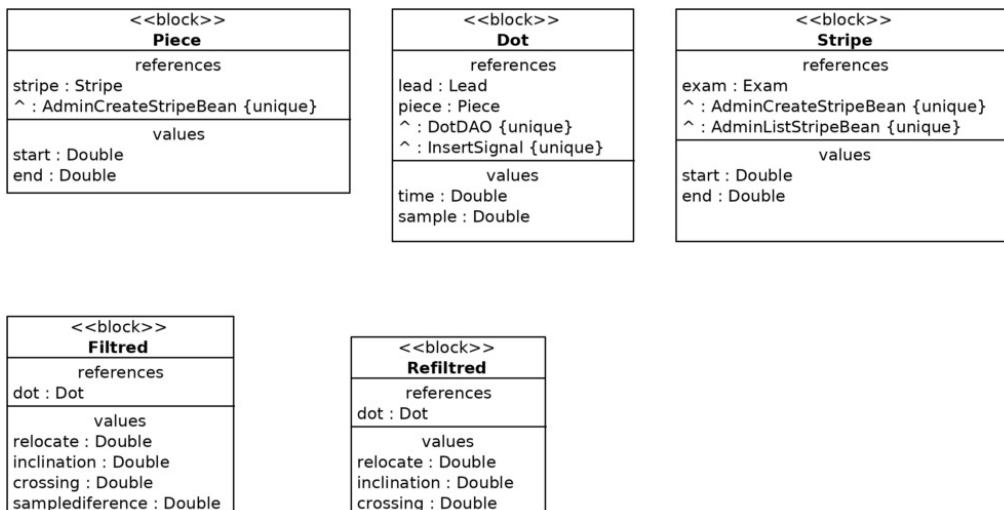 <<block>>
Piece
references
stripe : Stripe
^ : AdminCreateStripeBean {unique}
values
start : Double
end : Double
<<block>>
Dot
references
lead : Lead
piece : Piece
^ : DotDAO {unique}
^ : InsertSignal {unique}
values
time : Double
sample : Double
<<block>>
Stripe
references
exam : Exam
^ : AdminCreateStripeBean {unique}
^ : AdminListStripeBean {unique}
values
start : Double
end : Double
<<block>>
Filtred
references
dot : Dot
values
relocate : Double
inclination : Double
crossing : Double
samplediference : Double
<<block>>
Refiltred
references
dot : Dot
values
relocate : Double
inclination : Double
crossing : Double